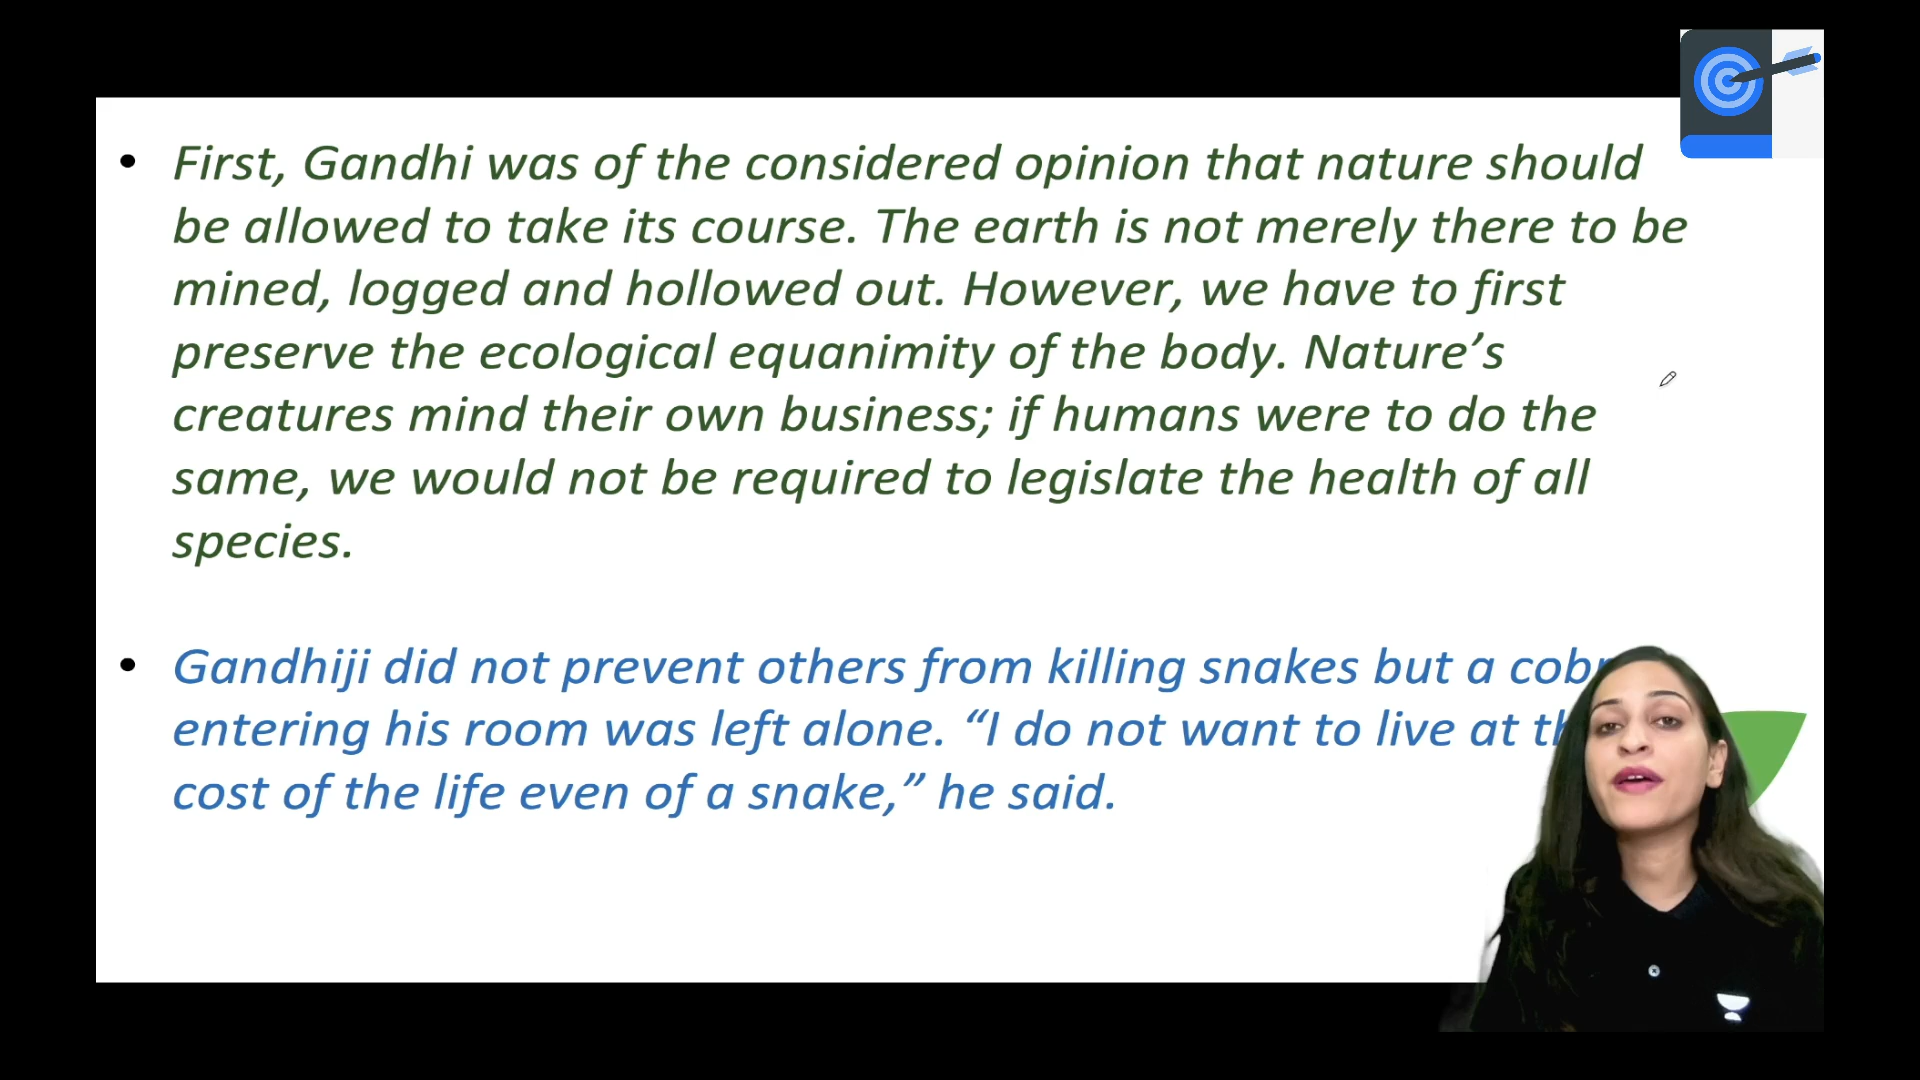 • First, Gandhi was of the considered opinion that nature should
be allowed to take its course. The earth is not merely there to be
mined, logged and hollowed out. However, we have to first
preserve the ecological equanimity of the body. Nature’s
creatures mind their own business; if humans were to do the
same, we would not be required to legislate the health of all
species.
• Gandhiji did not prevent others from killing snakes but a
entering his room was left alone. “I do not want to live at
cost of the life even of a snake,” he said.